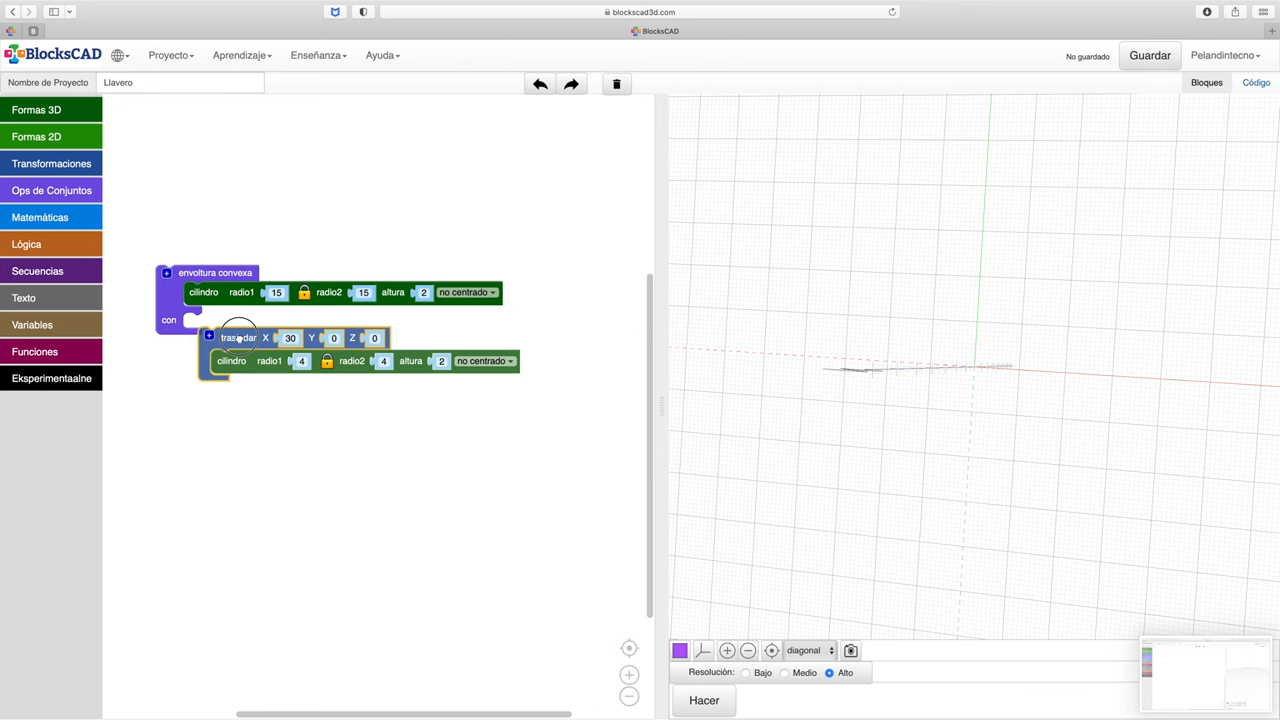 blockscad3d.com
B
BlocksCAD
BlocksCAD
Proyecto
Aprendizaje
Enseñanza
Ayuda
No guardado
Guardar
Pelandintecno
Nombre de Proyecto
Llavero
Bloques
Código
Formas 3D
Formas 2D
Transformaciones
Ops de Conjuntos
Matemáticas
Lógica
Secuencias
Texto
Variables
Funciones
Eksperimentaalne
+ envoltura convexa
cilindro radio1 15 radio2 15 altura 2 no centrado
con
+ trasladar X 30 Y 0 Z 0
cilindro radio1 4 radio2 4 altura 2 no centrado
diagonal
Resolución: Bajo Medio Alto
Hacer